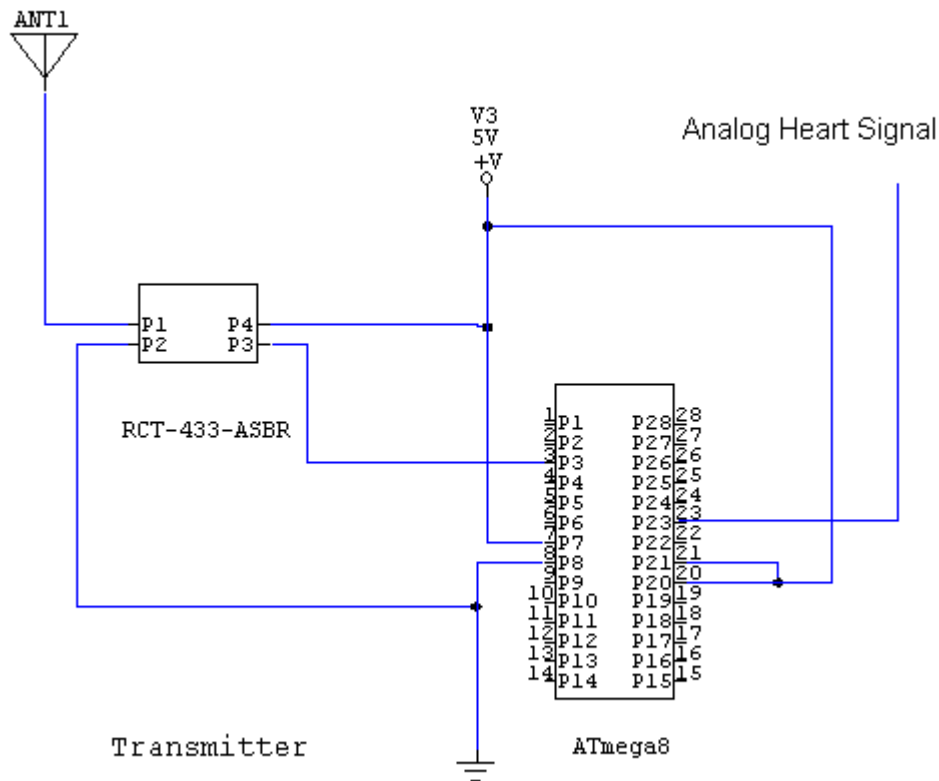 ANT1
V3
5V
+V
Analog Heart Signal
P1 P4
P2 P3
RCT-433-ASBR
1 P1 P28 28
2 P2 P27 27
3 P3 P26 26
4 P4 P25 25
5 P5 P24 24
6 P6 P23 23
7 P7 P22 22
8 P8 P21 21
9 P9 P20 20
10 P10 P19 19
11 P11 P18 18
12 P12 P17 17
13 P13 P16 16
14 P14 P15 15
Transmitter
ATmega8